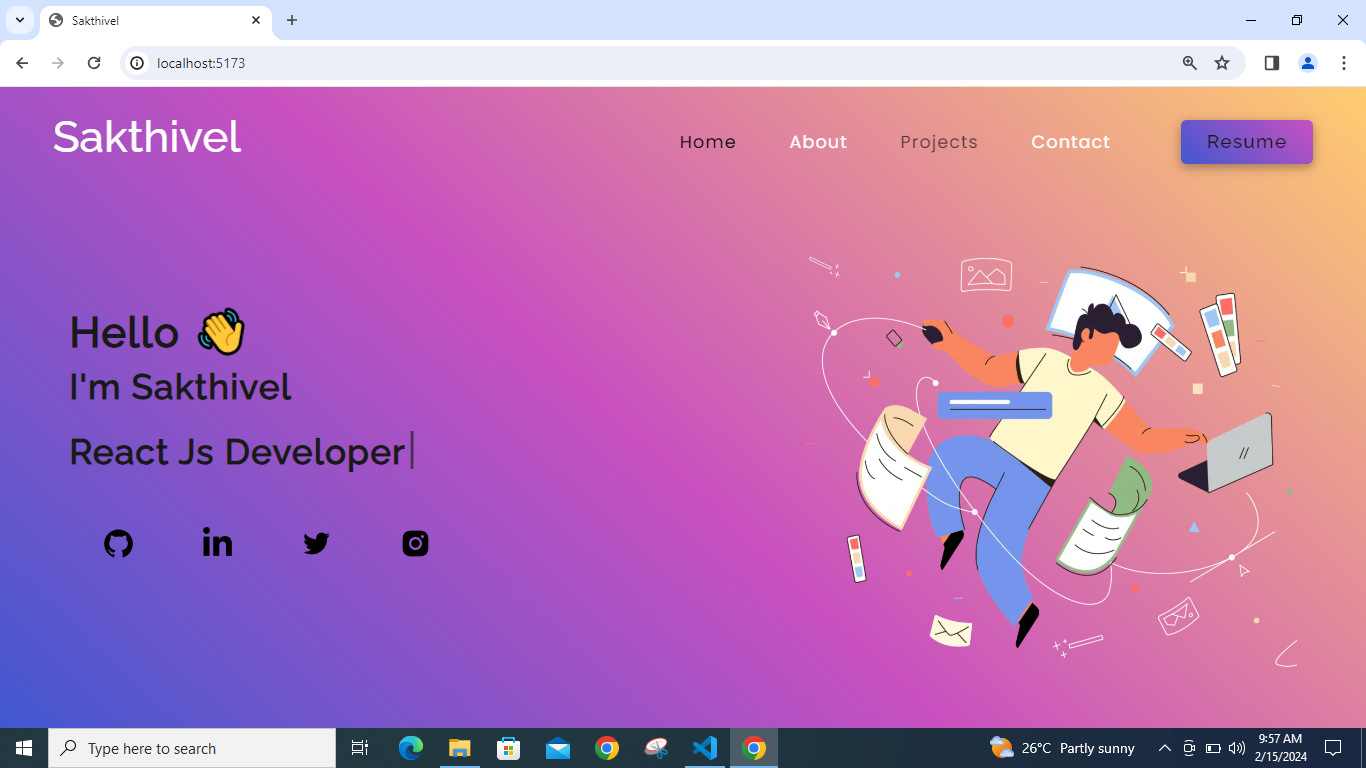 Sakthivel
localhost:5173
Sakthivel
Home About Projects Contact Resume
Hello 👋
I'm Sakthivel
React Js Developer|
//
Type here to search
26°C Partly sunny
9:57 AM
2/15/2024